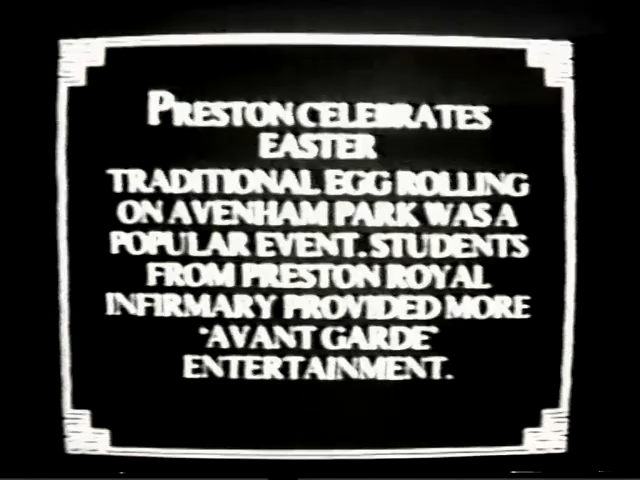 PRESTON CELEBRATES
EASTER
TRADITIONAL EGG ROLLING
ON AVENHAM PARK WAS A
POPULAR EVENT. STUDENTS
FROM PRESTON ROYAL
INFIRMARY PROVIDED MORE
'AVANT GARDE'
ENTERTAINMENT.